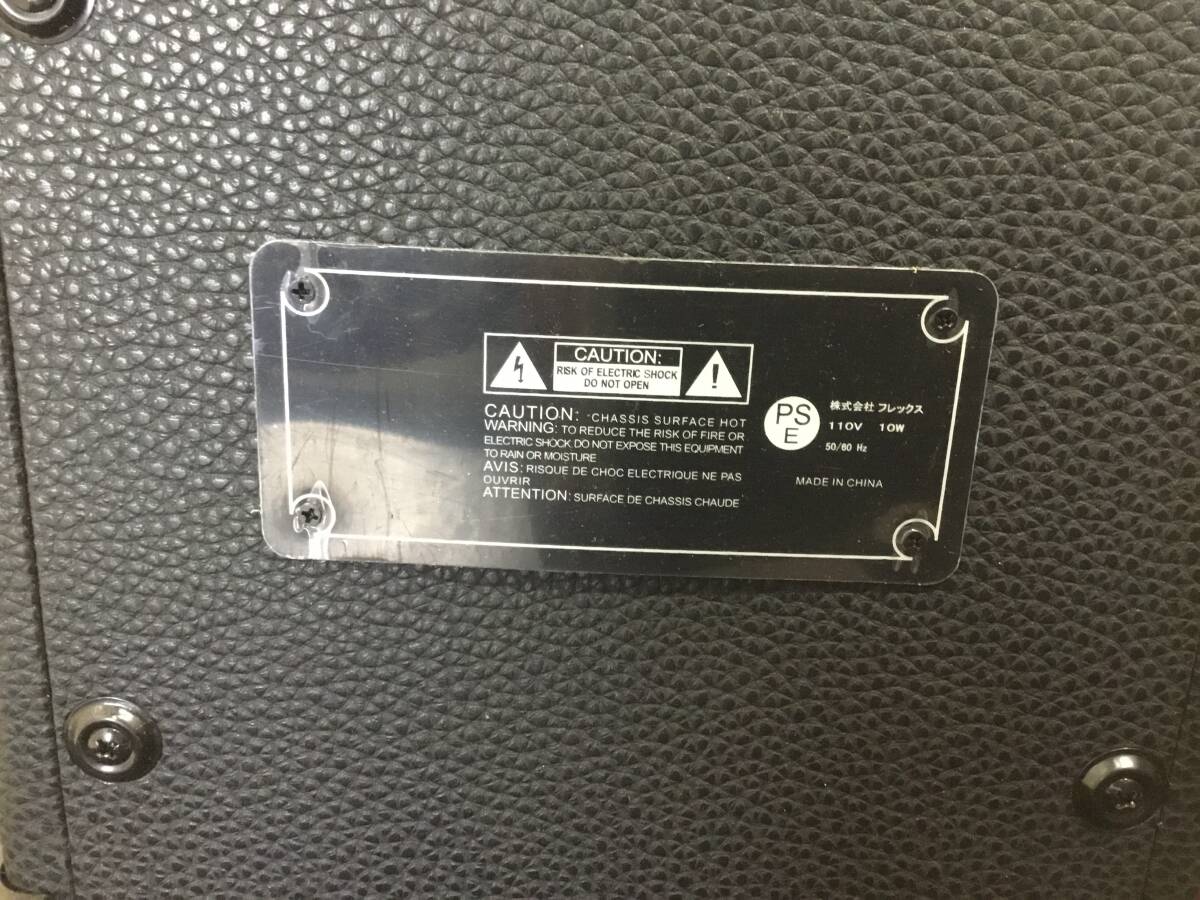 CAUTION:
RISK OF ELECTRIC SHOCK
DO NOT OPEN
CAUTION: CHASSIS SURFACE HOT
WARNING: TO REDUCE THE RISK OF FIRE OR
ELECTRIC SHOCK DO NOT EXPOSE THIS EQUIPMENT
TO RAIN OR MOISTURE
AVIS: RISQUE DE CHOC ELECTRIQUE NE PAS
OUVRIR
ATTENTION: SURFACE DE CHASSIS CHAUDE
PS
E
株式会社 フレックス
110V 10W
50/60 Hz
MADE IN CHINA